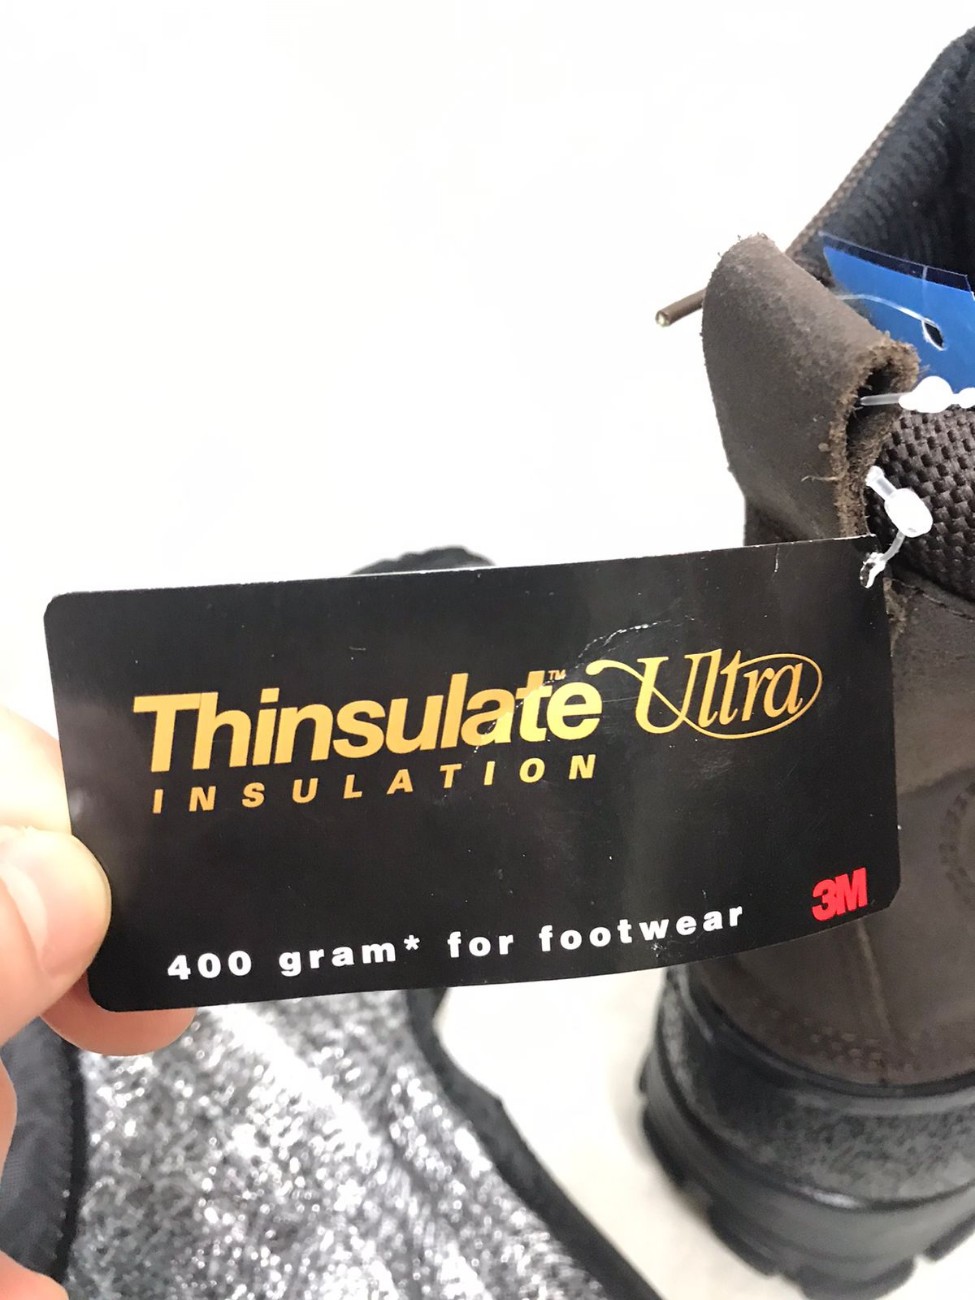 Thinsulate™ Ultra
INSULATION
3M
400 gram* for footwear